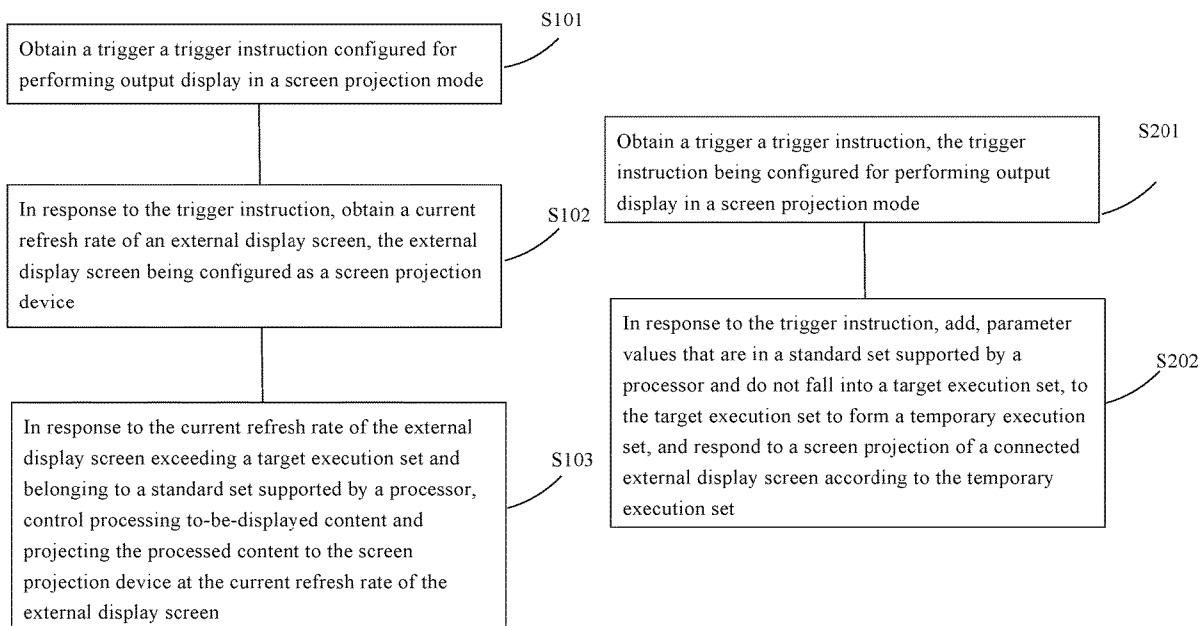 S101
Obtain a trigger a trigger instruction configured for
performing output display in a screen projection mode
S102
In response to the trigger instruction, obtain a current
refresh rate of an external display screen, the external
display screen being configured as a screen projection
device
S103
In response to the current refresh rate of the external
display screen exceeding a target execution set and
belonging to a standard set supported by a processor,
control processing to-be-displayed content and
projecting the processed content to the screen
projection device at the current refresh rate of the
external display screen
S201
Obtain a trigger a trigger instruction, the trigger
instruction being configured for performing output
display in a screen projection mode
S202
In response to the trigger instruction, add, parameter
values that are in a standard set supported by a
processor and do not fall into a target execution set, to
the target execution set to form a temporary execution
set, and respond to a screen projection of a connected
external display screen according to the temporary
execution set